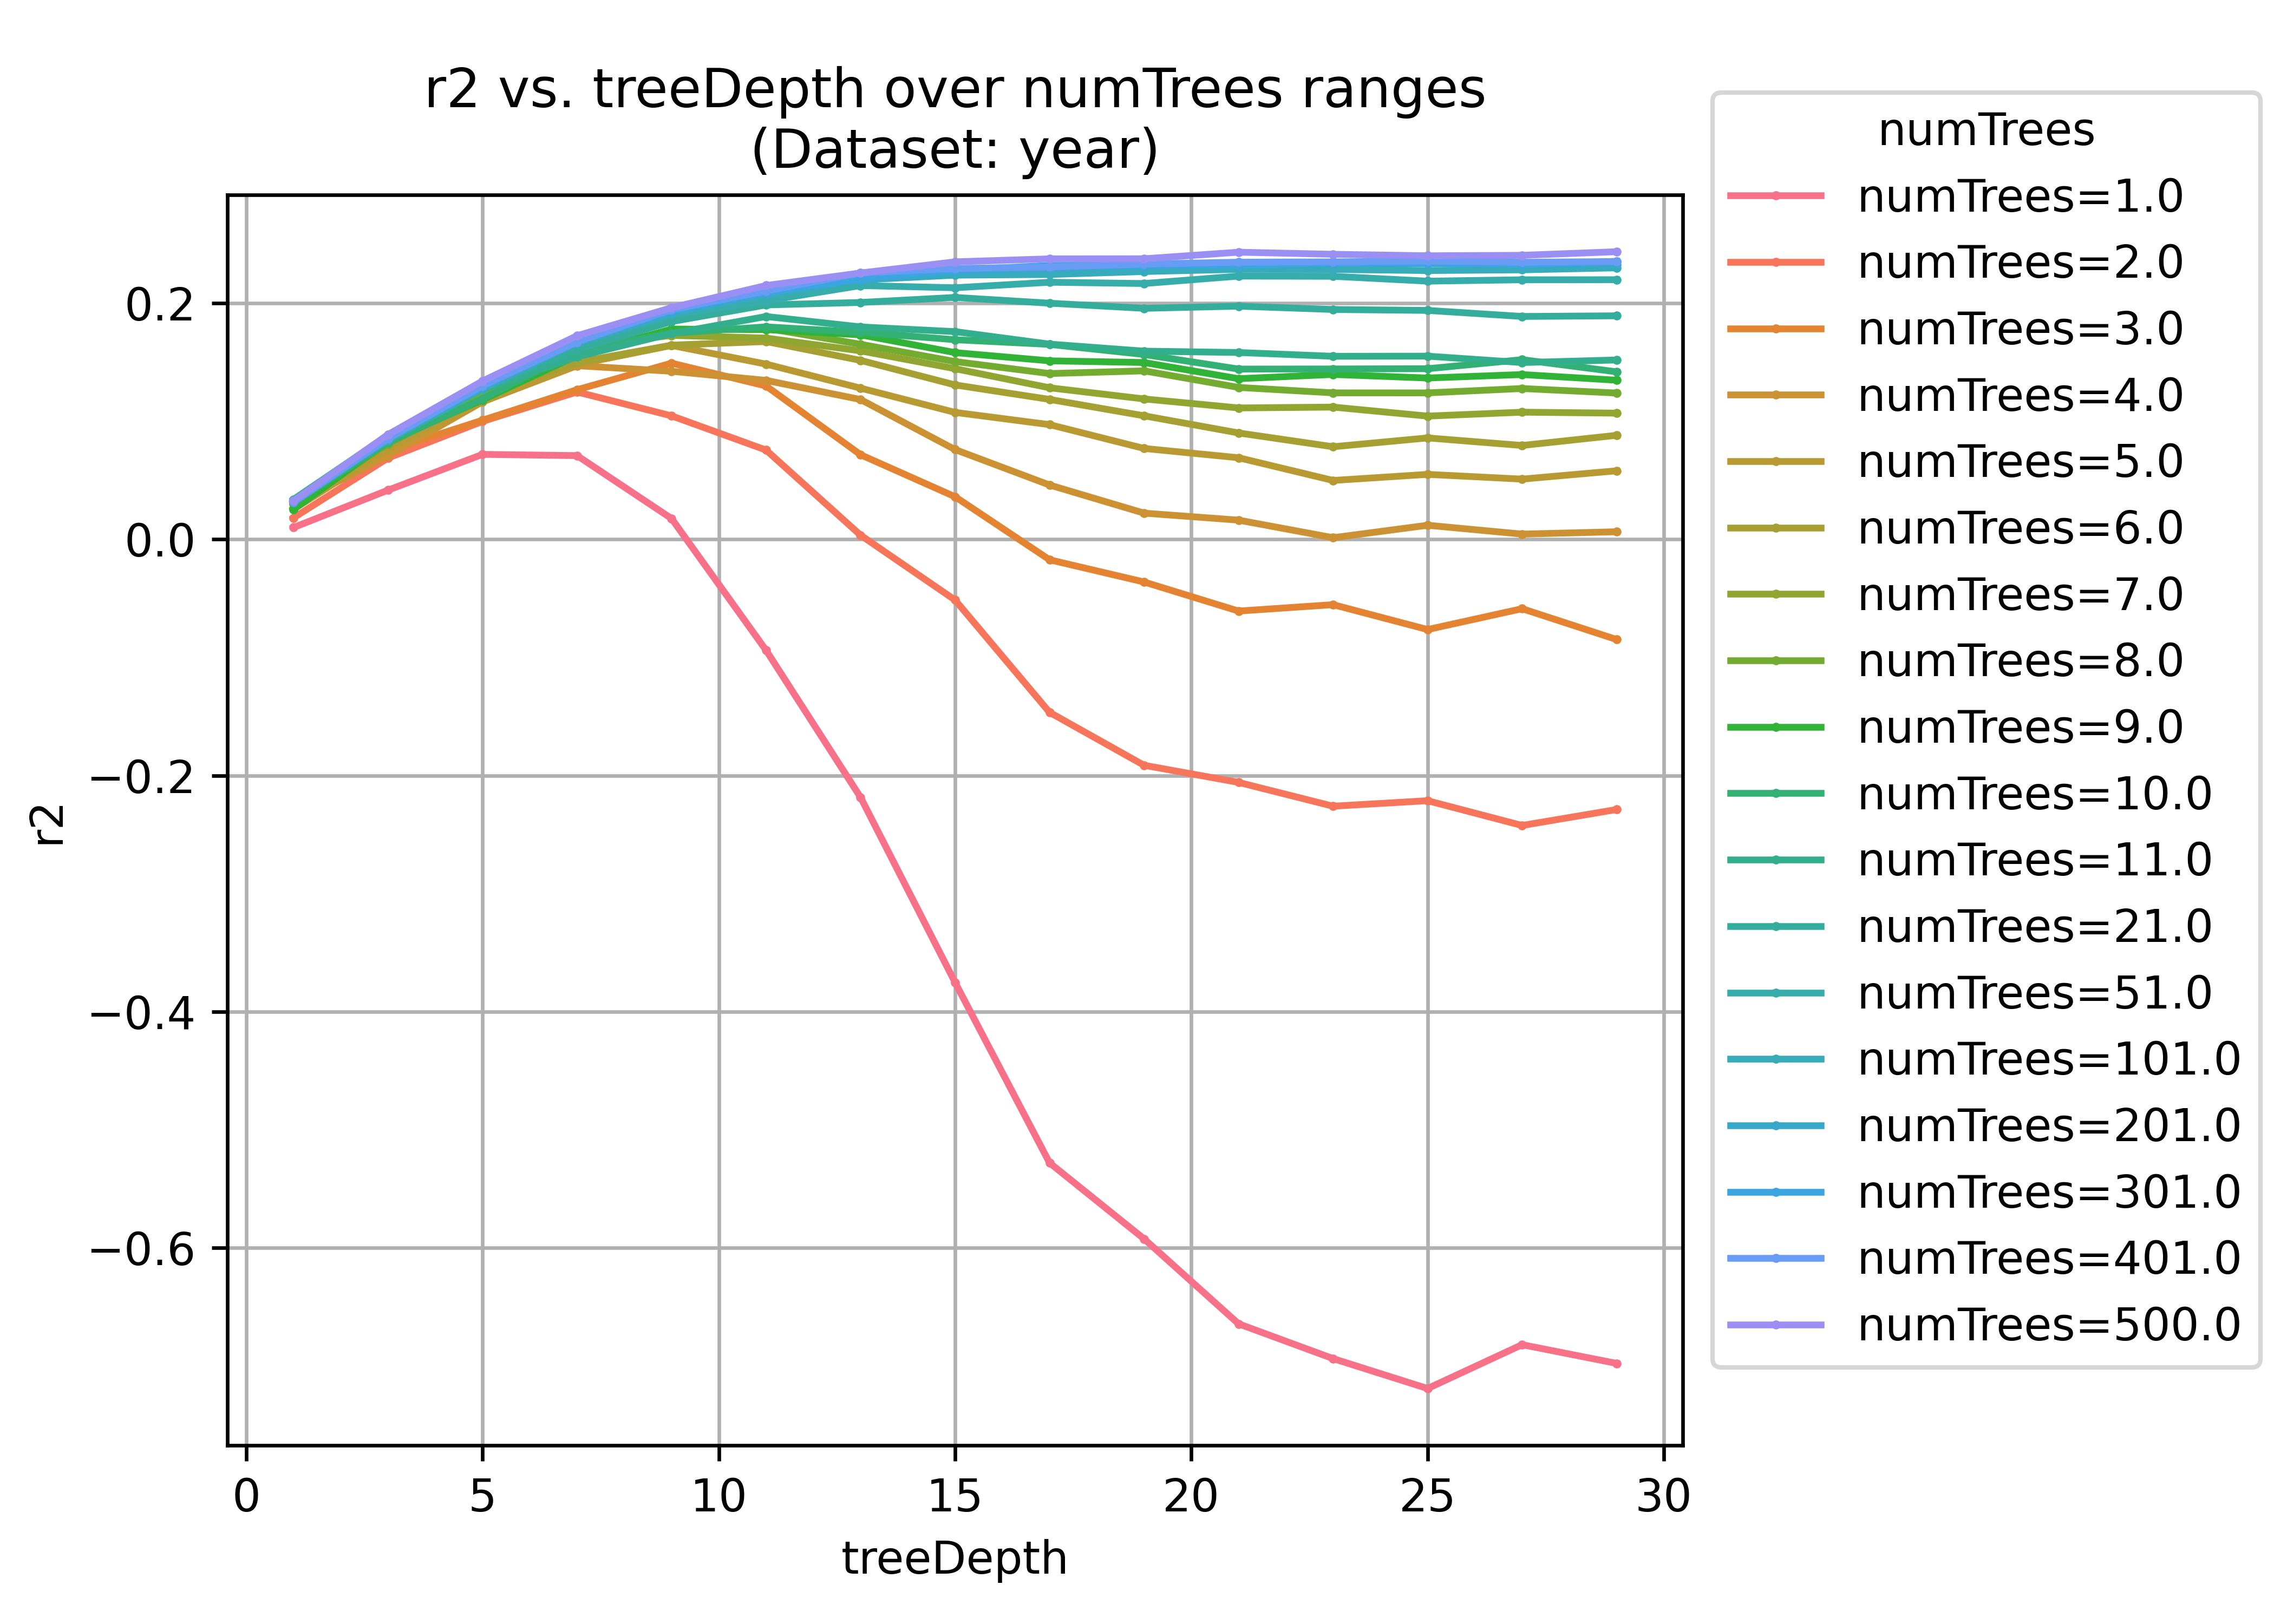 r2 vs. treeDepth over numTrees ranges
(Dataset: year)
numTrees
numTrees=1.0
numTrees=2.0
numTrees=3.0
numTrees=4.0
numTrees=5.0
numTrees=6.0
numTrees=7.0
numTrees=8.0
numTrees=9.0
numTrees=10.0
numTrees=11.0
numTrees=21.0
numTrees=51.0
numTrees=101.0
numTrees=201.0
numTrees=301.0
numTrees=401.0
numTrees=500.0
r2
0.2
0.0
−0.2
−0.4
−0.6
0 5 10 15 20 25 30
treeDepth